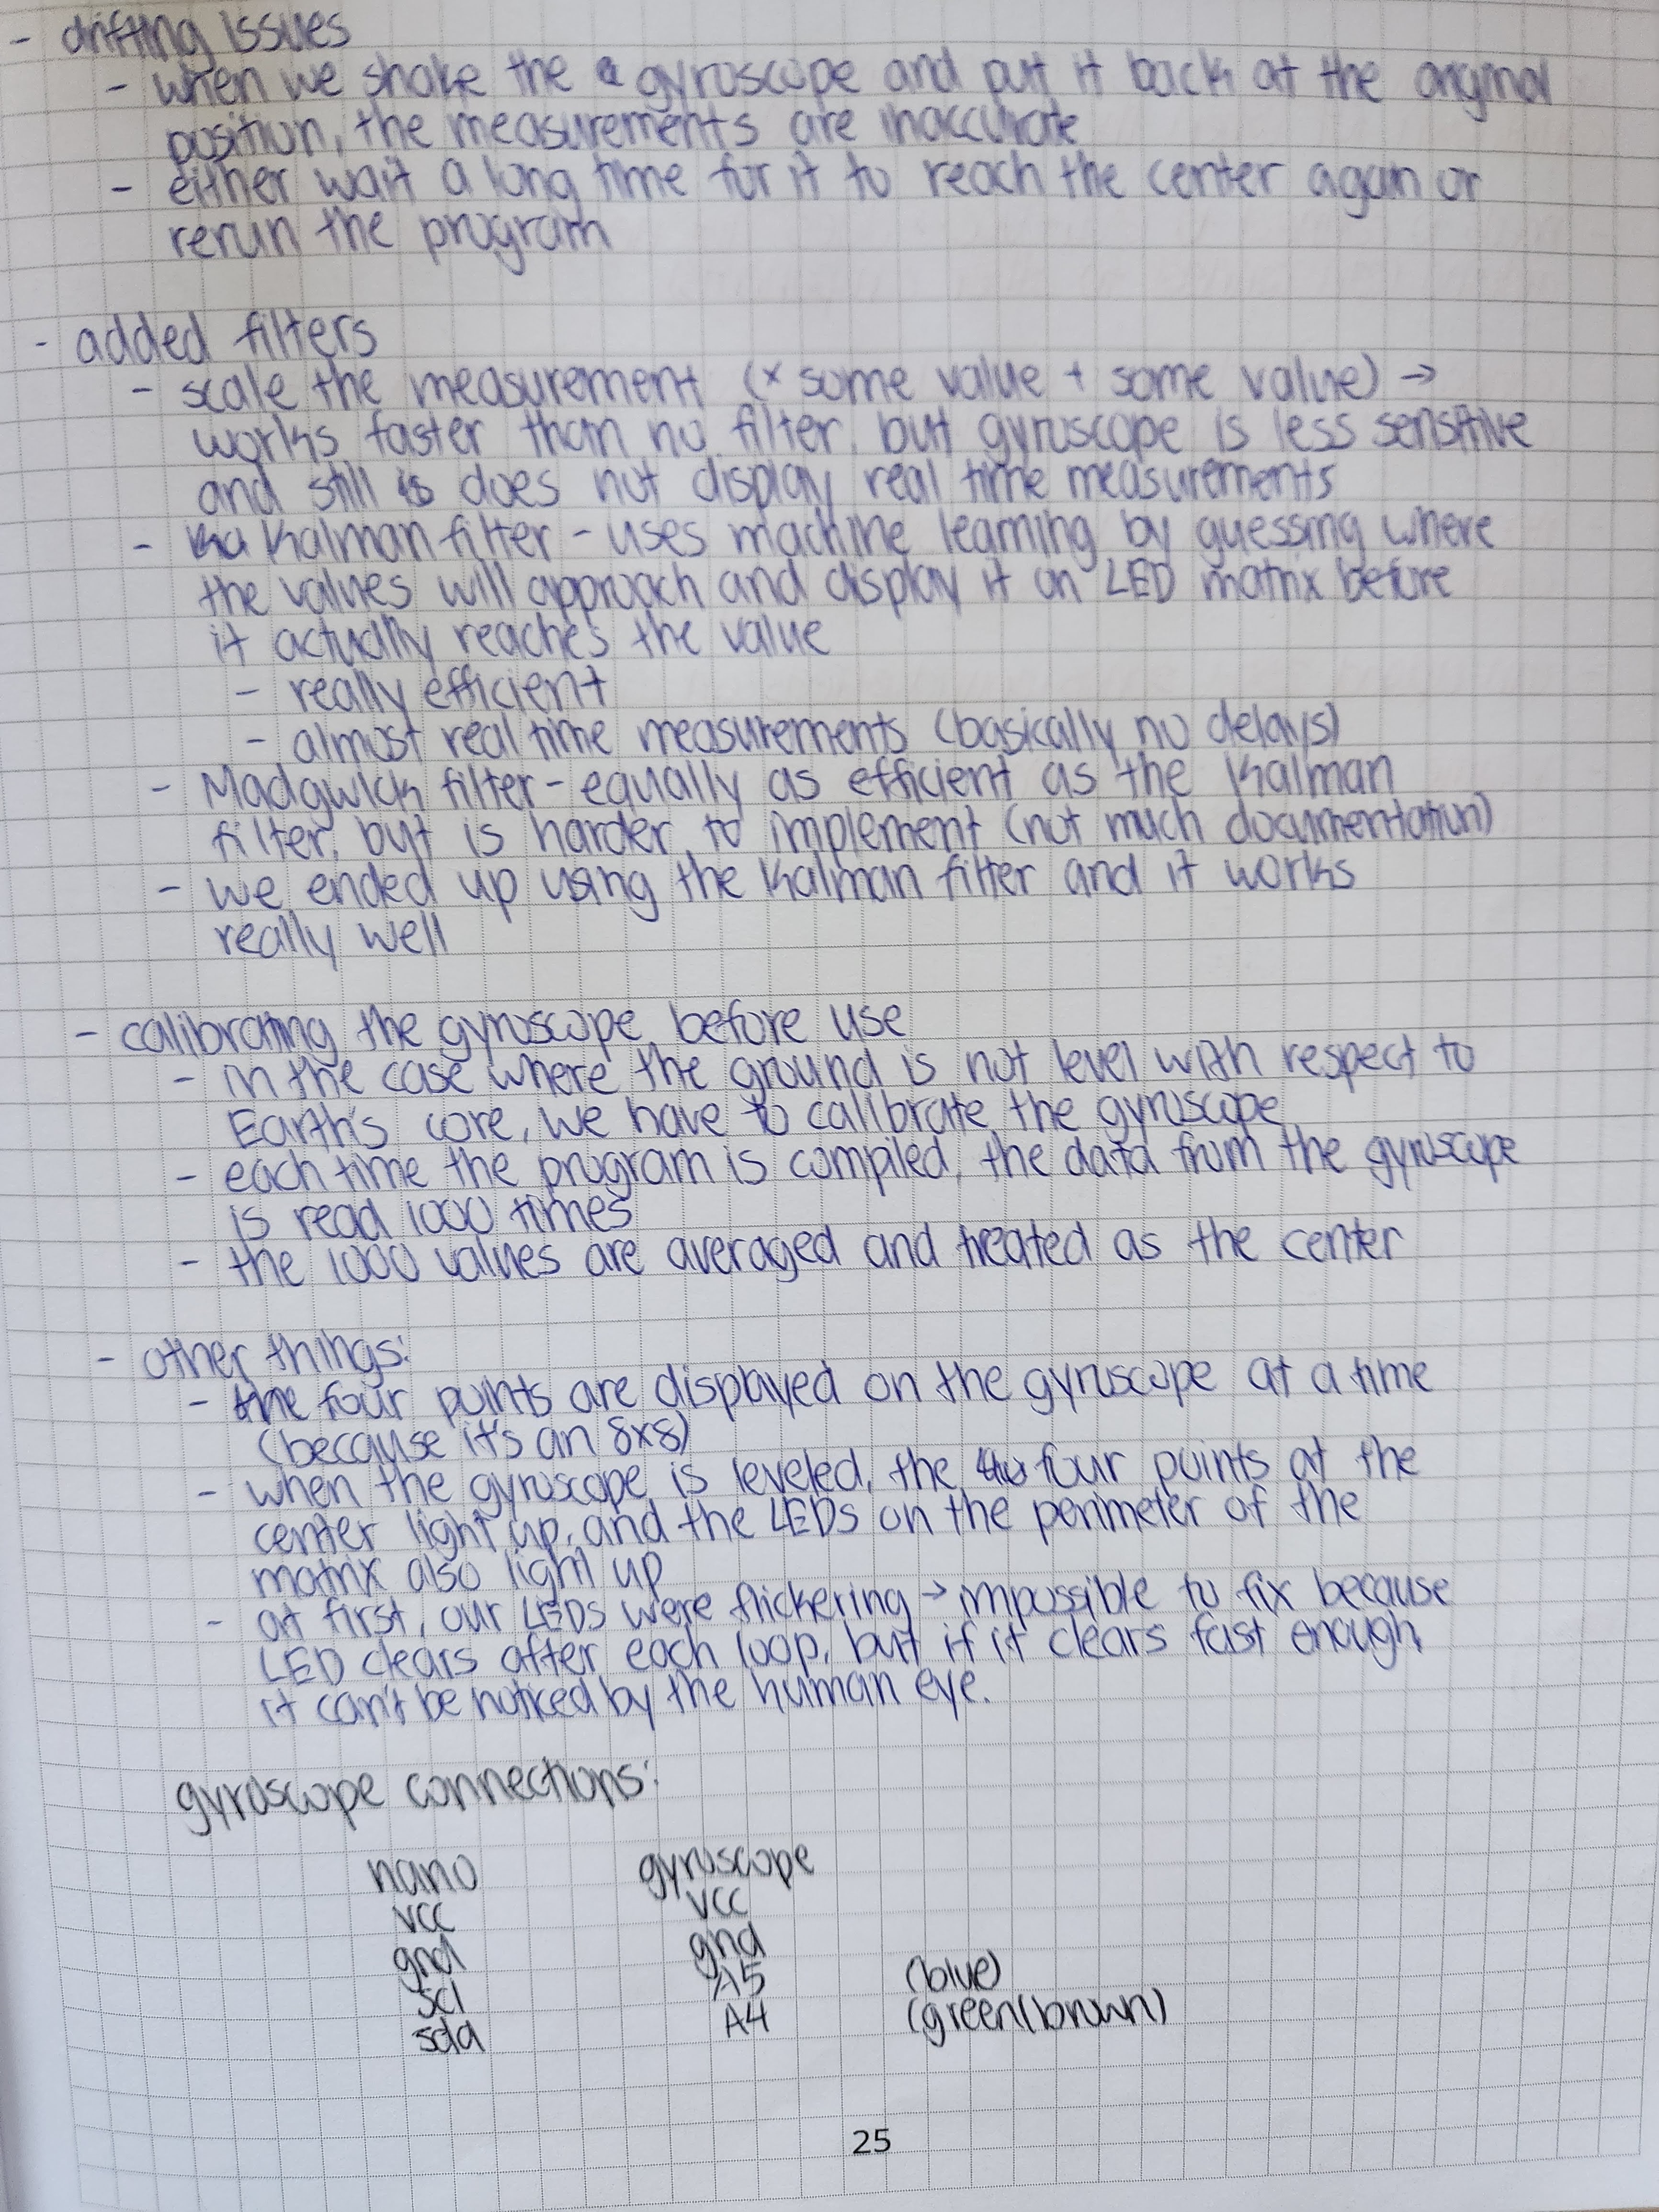 - drifting issues
- when we shake the a gyroscope and put it back at the original
position, the measurements are inaccurate
- either wait a long time for it to reach the center again or
rerun the program
- added filters
- scale the measurement (x some value + some value) →
works faster than no filter, but gyroscope is less sensitive
and still is does not display real time measurements
- Ka Kalman filter - uses machine learning by guessing where
the values will approach and display it on LED matrix before
it actually reaches the value
- really efficient
- almost real time measurements (basically no delays)
- Madgwick filter - equally as efficient as the Kalman
filter, but is harder to implement (not much documentation)
- we ended up using the Kalman filter and it works
really well
- calibrating the gyroscope before use
- in the case where the ground is not level with respect to
Earth's core, we have to calibrate the gyroscope
- each time the program is compiled, the data from the gyroscope
is read 1000 times
- the 1000 values are averaged and treated as the center
- other things:
- the four points are displayed on the gyroscope at a time
(because it's an 8x8)
- when the gyroscope is leveled, the four points at the
center light up, and the LEDs on the perimeter of the
matrix also light up
- at first, our LEDs were flickering → impossible to fix because
LED clears after each loop, but if it clears fast enough
it can't be noticed by the human eye.
gyroscope connections:
nano gyroscope
vcc vcc
gnd gnd
scl A5 (blue)
sda A4 (green(brown)
25